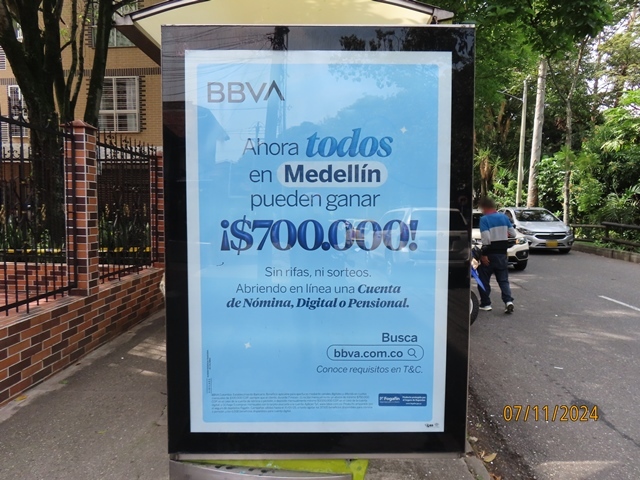 BBVA
Ahora todos
en Medellín
pueden ganar
¡$700.000!
Sin rifas, ni sorteos.
Abriendo en línea una Cuenta
de Nómina, Digital o Pensional.
Busca
bbva.com.co
Conoce requisitos en T&C.
Fogafín
07/11/2024